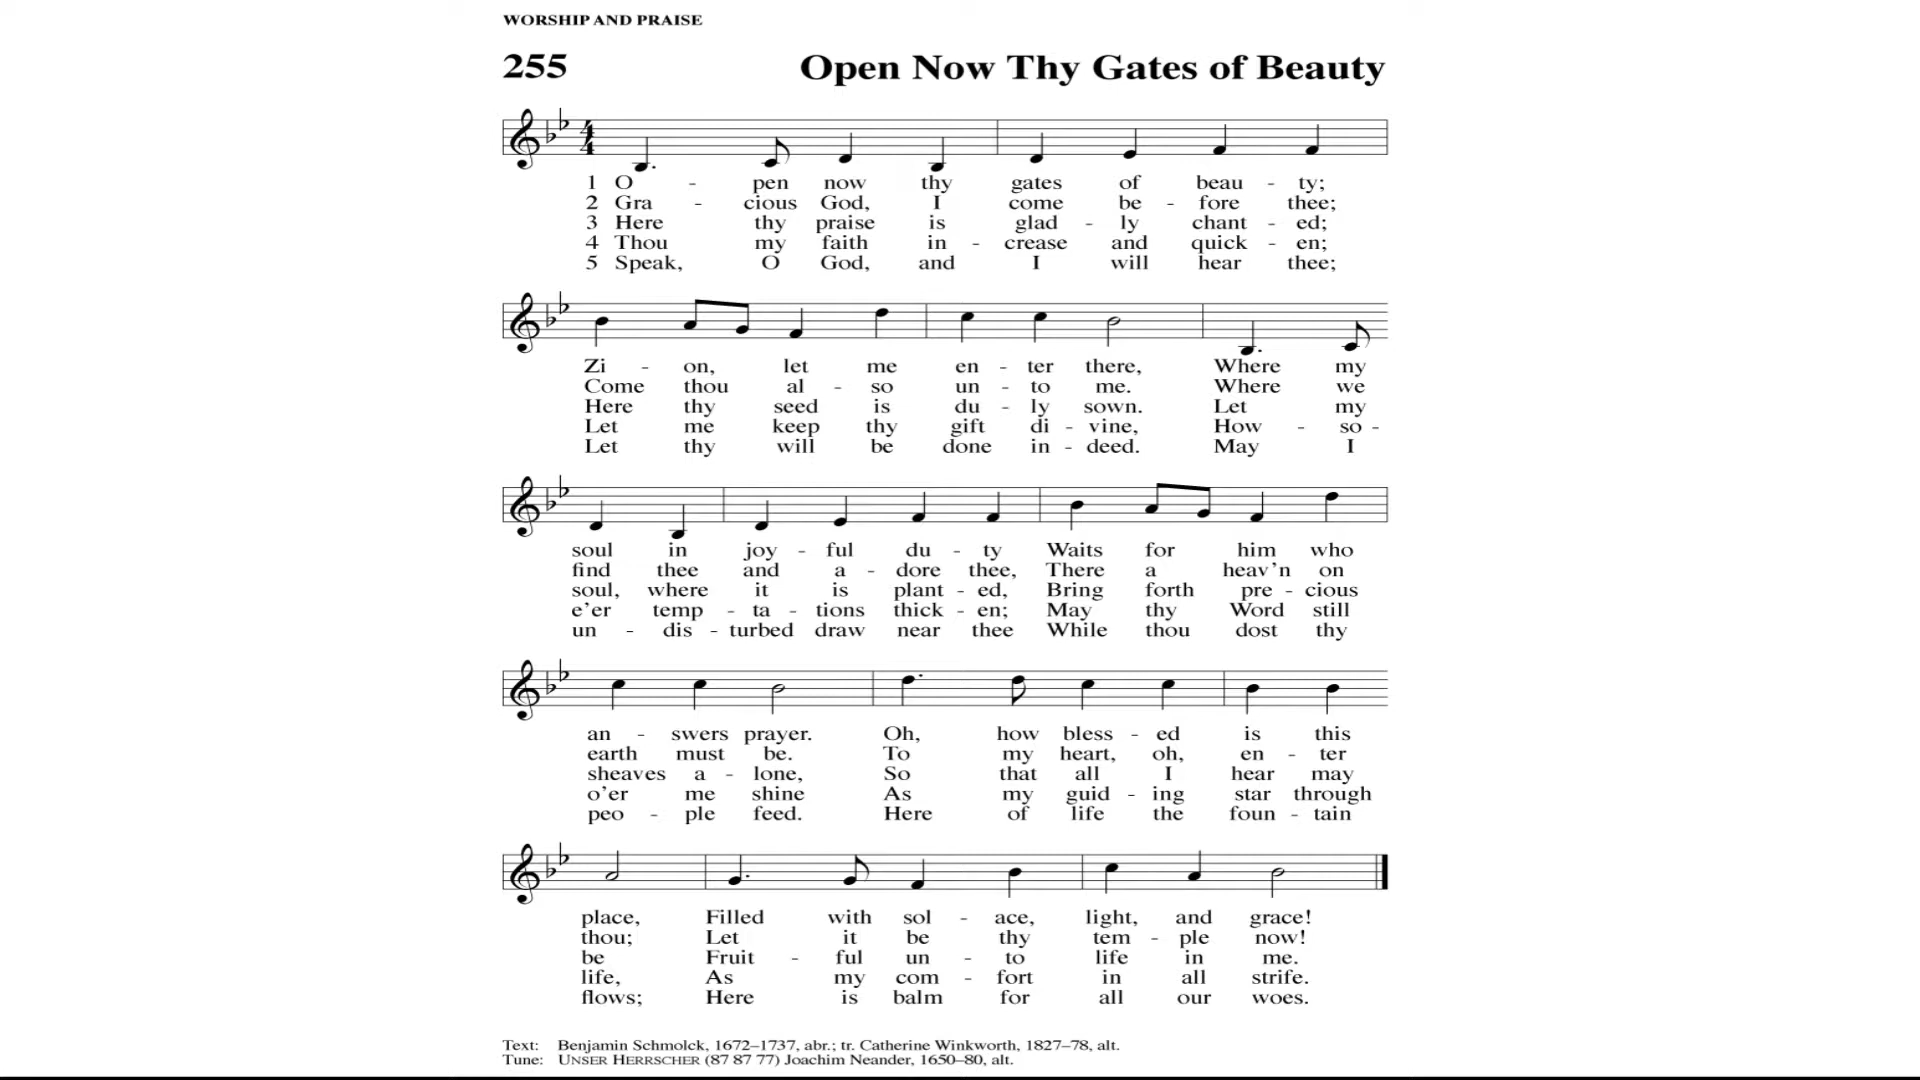 WORSHIP AND PRAISE
255 Open Now Thy Gates of Beauty
4
4
1 O - pen now thy gates of beau - ty;
2 Gra - cious God, I come be - fore thee;
3 Here thy praise is glad - ly chant - ed;
4 Thou my faith in - crease and quick - en;
5 Speak, O God, and I will hear thee;
Zi - on, let me en - ter there, Where my
Come thou al - so un - to me. Where we
Here thy seed is du - ly sown. Let my
Let me keep thy gift di - vine, How - so -
Let thy will be done in - deed. May I
soul in joy - ful du - ty Waits for him who
find thee and a - dore thee, There a heav'n on
soul, where it is plant - ed, Bring forth pre - cious
e'er temp - ta - tions thick - en; May thy Word still
un - dis - turbed draw near thee While thou dost thy
an - swers prayer. Oh, how bless - ed is this
earth must be. To my heart, oh, en - ter
sheaves a - lone, So that all I hear may
o'er me shine As my guid - ing star through
peo - ple feed. Here of life the foun - tain
place, Filled with sol - ace, light, and grace!
thou; Let it be thy tem - ple now!
be Fruit - ful un - to life in me.
life, As my com - fort in all strife.
flows; Here is balm for all our woes.
Text: Benjamin Schmolck, 1672–1737, abr.; tr. Catherine Winkworth, 1827–78, alt.
Tune: UNSER HERRSCHER (87 87 77) Joachim Neander, 1650–80, alt.